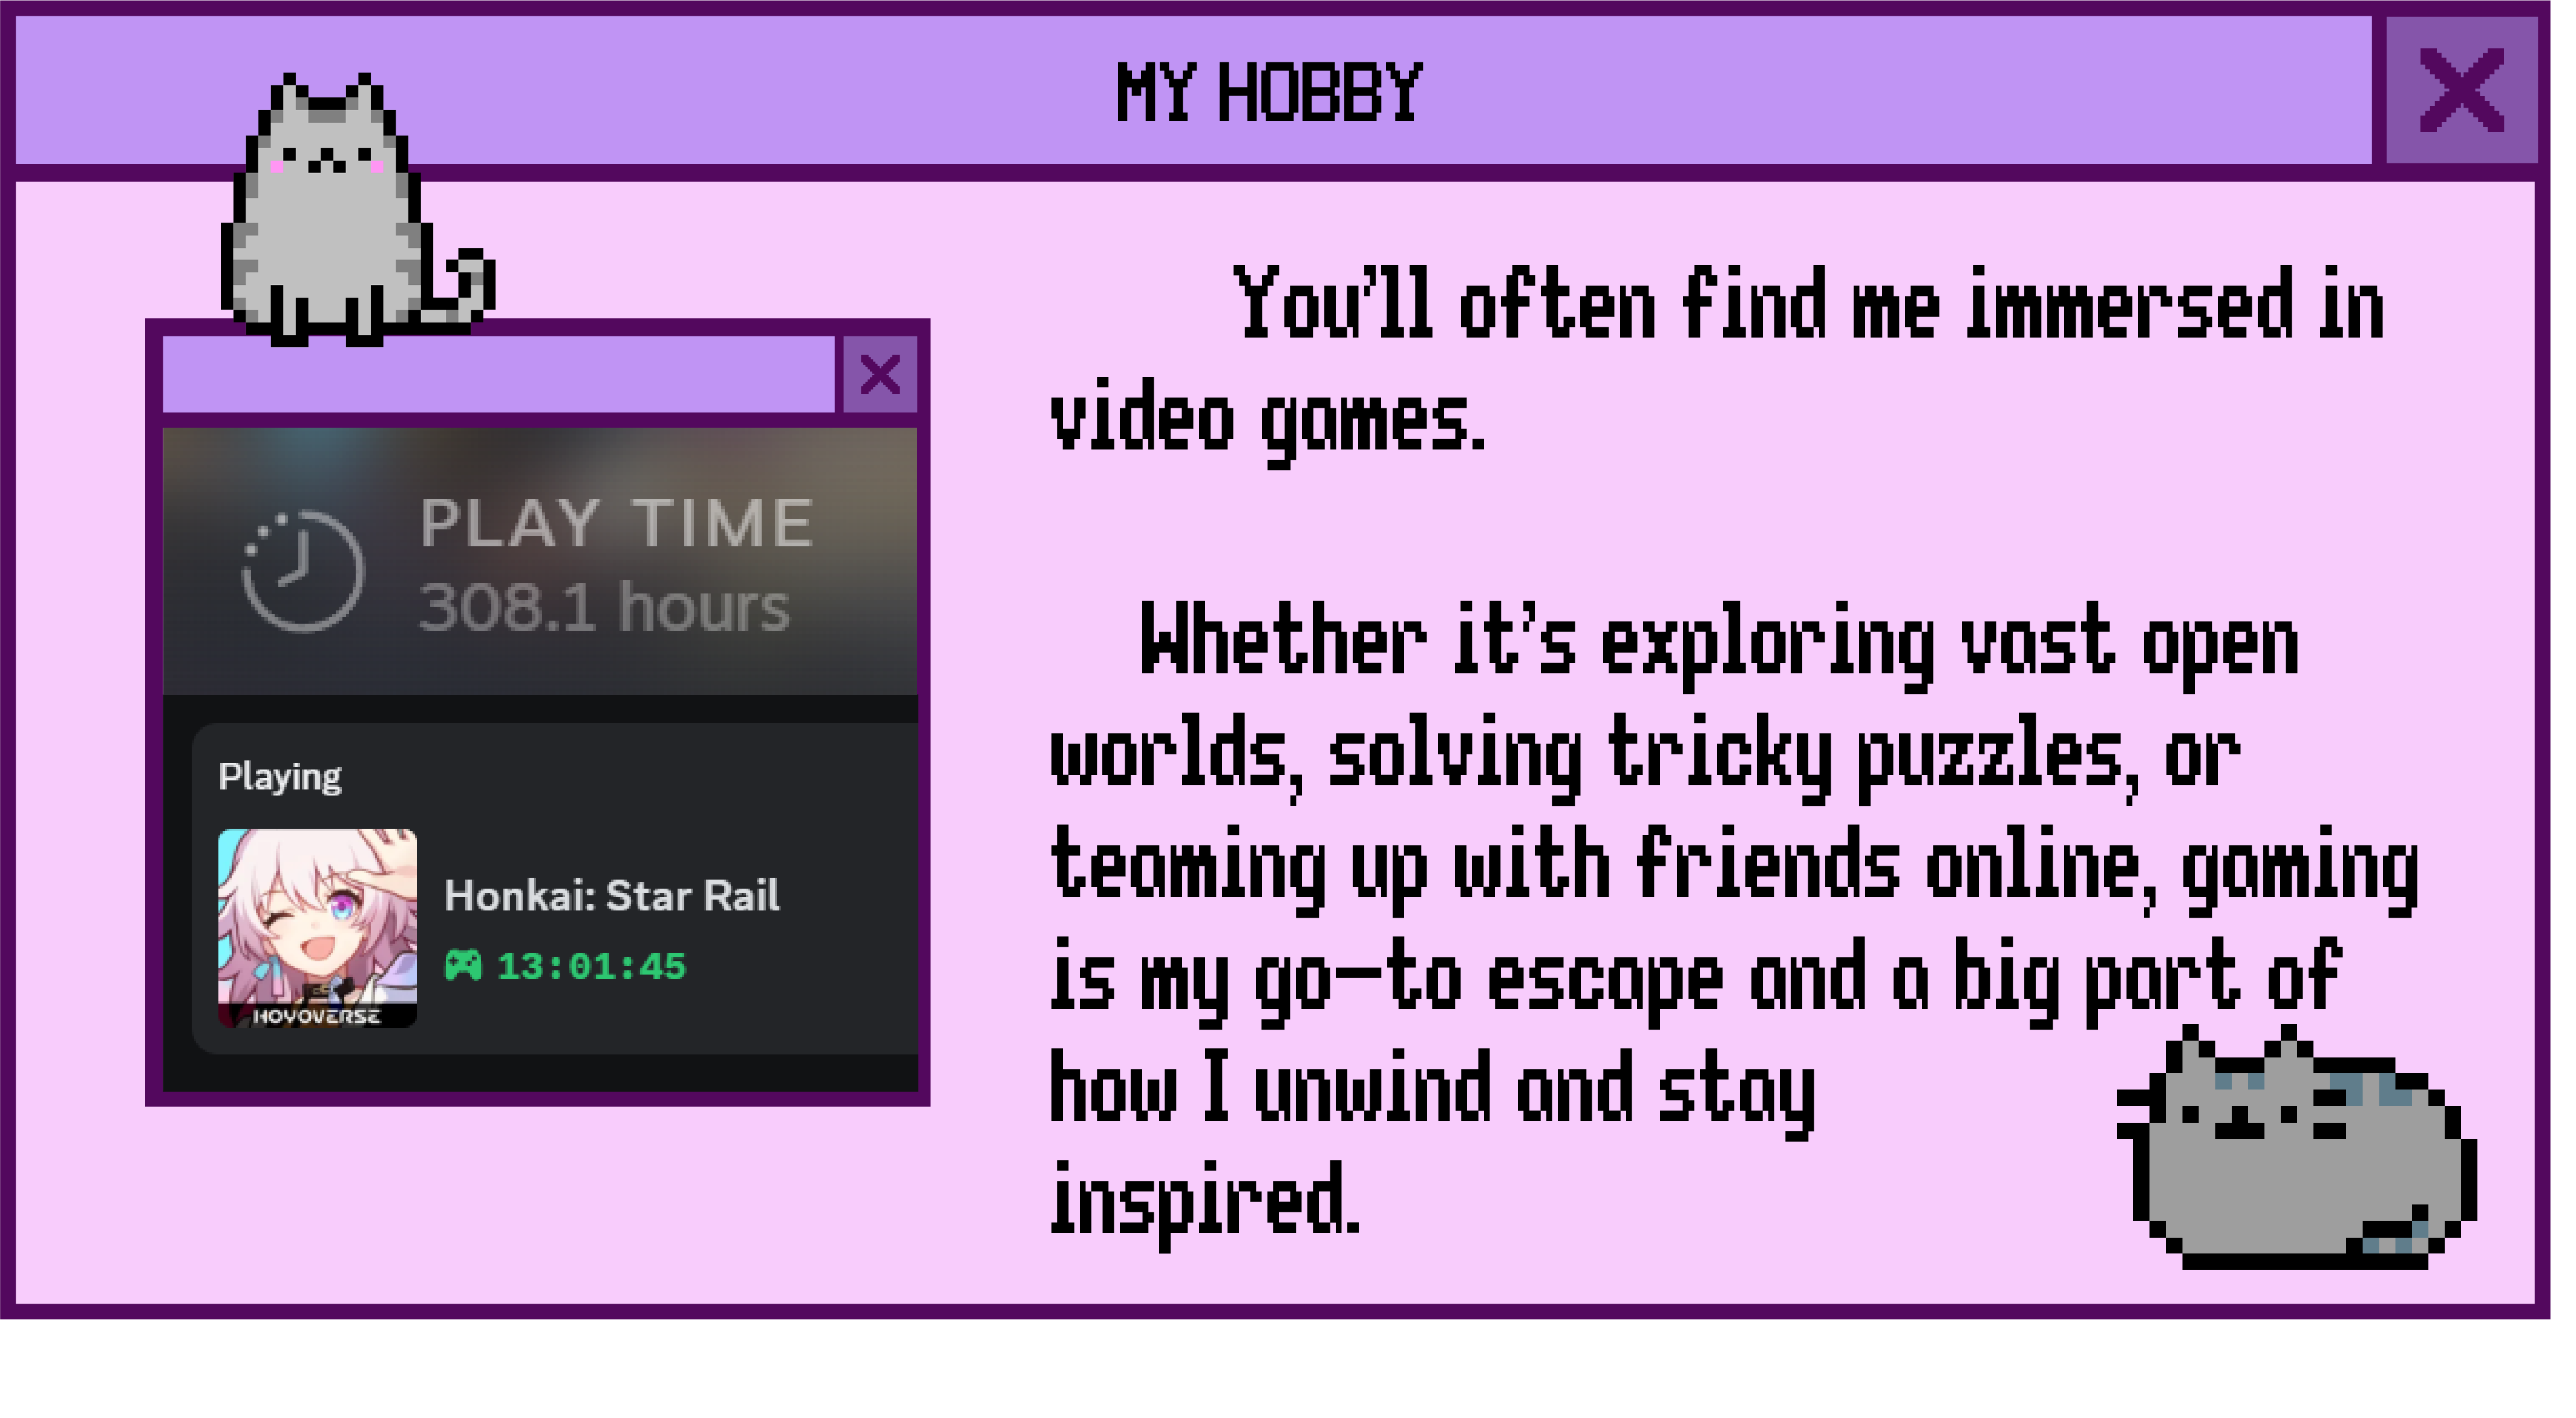 MY HOBBY
PLAY TIME
308.1 hours
Playing
Honkai: Star Rail
13:01:45
HOYOVERSE
You'll often find me immersed in
video games.
Whether it's exploring vast open
worlds, solving tricky puzzles, or
teaming up with friends online, gaming
is my go-to escape and a big part of
how I unwind and stay
inspired.